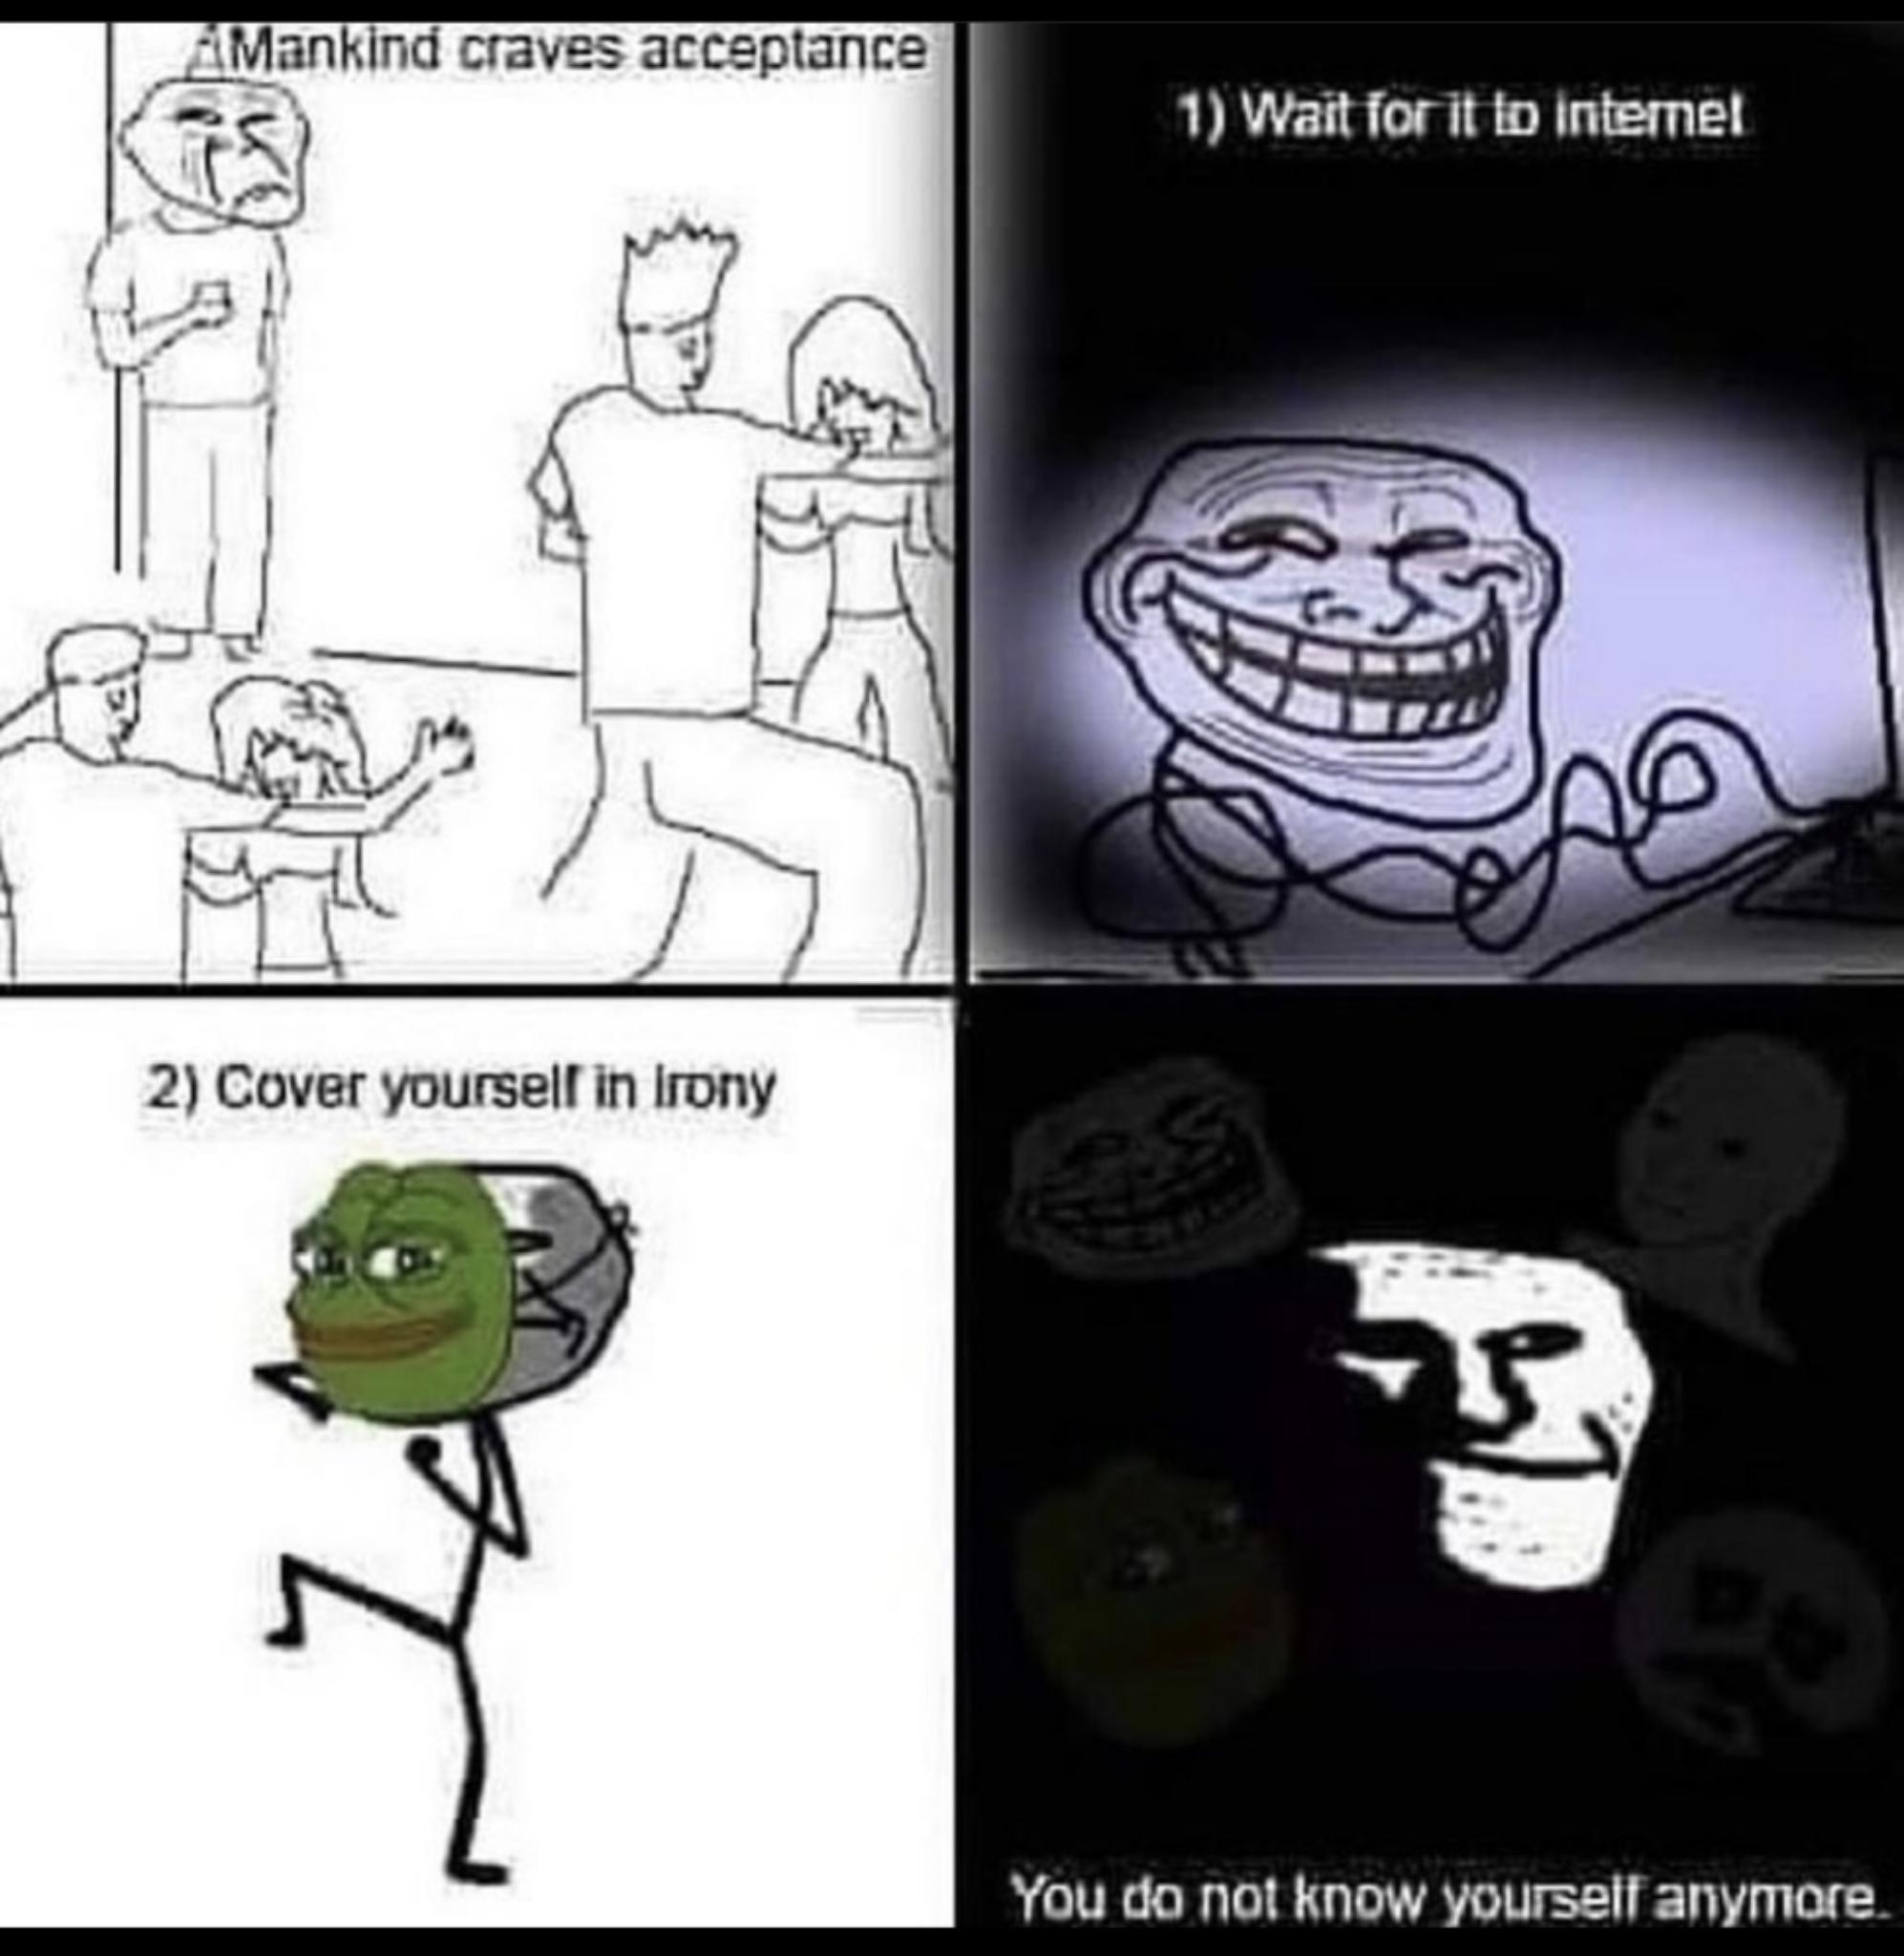 Mankind craves acceptance
1) Wait for it to internet
2) Cover yourself in Irony
You do not know yourself anymore.